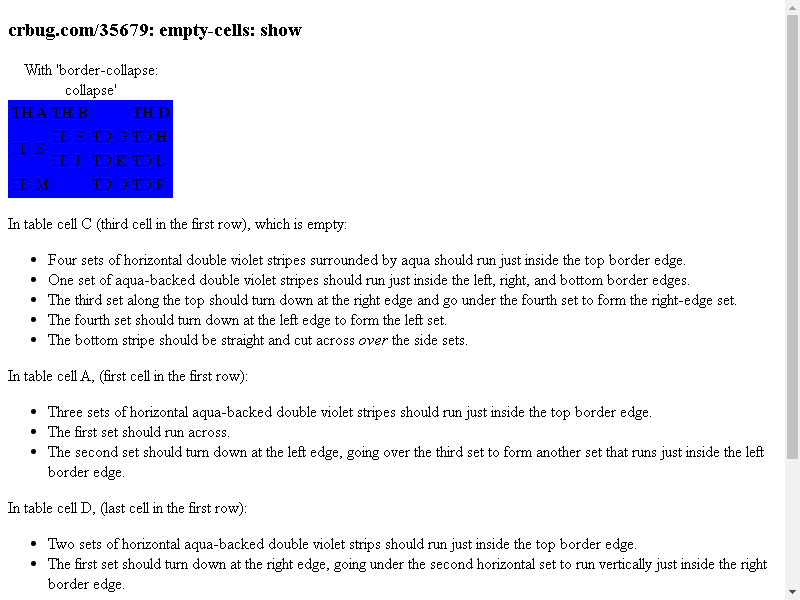 crbug.com/35679: empty-cells: show
With 'border-collapse:
collapse'
TH A TH B TH D
TD F TD G TD H
TD E
TD J TD K TD L
TD M TD O TD P
In table cell C (third cell in the first row), which is empty:
• Four sets of horizontal double violet stripes surrounded by aqua should run just inside the top border edge.
• One set of aqua-backed double violet stripes should run just inside the left, right, and bottom border edges.
• The third set along the top should turn down at the right edge and go under the fourth set to form the right-edge set.
• The fourth set should turn down at the left edge to form the left set.
• The bottom stripe should be straight and cut across over the side sets.
In table cell A, (first cell in the first row):
• Three sets of horizontal aqua-backed double violet stripes should run just inside the top border edge.
• The first set should run across.
• The second set should turn down at the left edge, going over the third set to form another set that runs just inside the left
border edge.
In table cell D, (last cell in the first row):
• Two sets of horizontal aqua-backed double violet strips should run just inside the top border edge.
• The first set should turn down at the right edge, going under the second horizontal set to run vertically just inside the right
border edge.